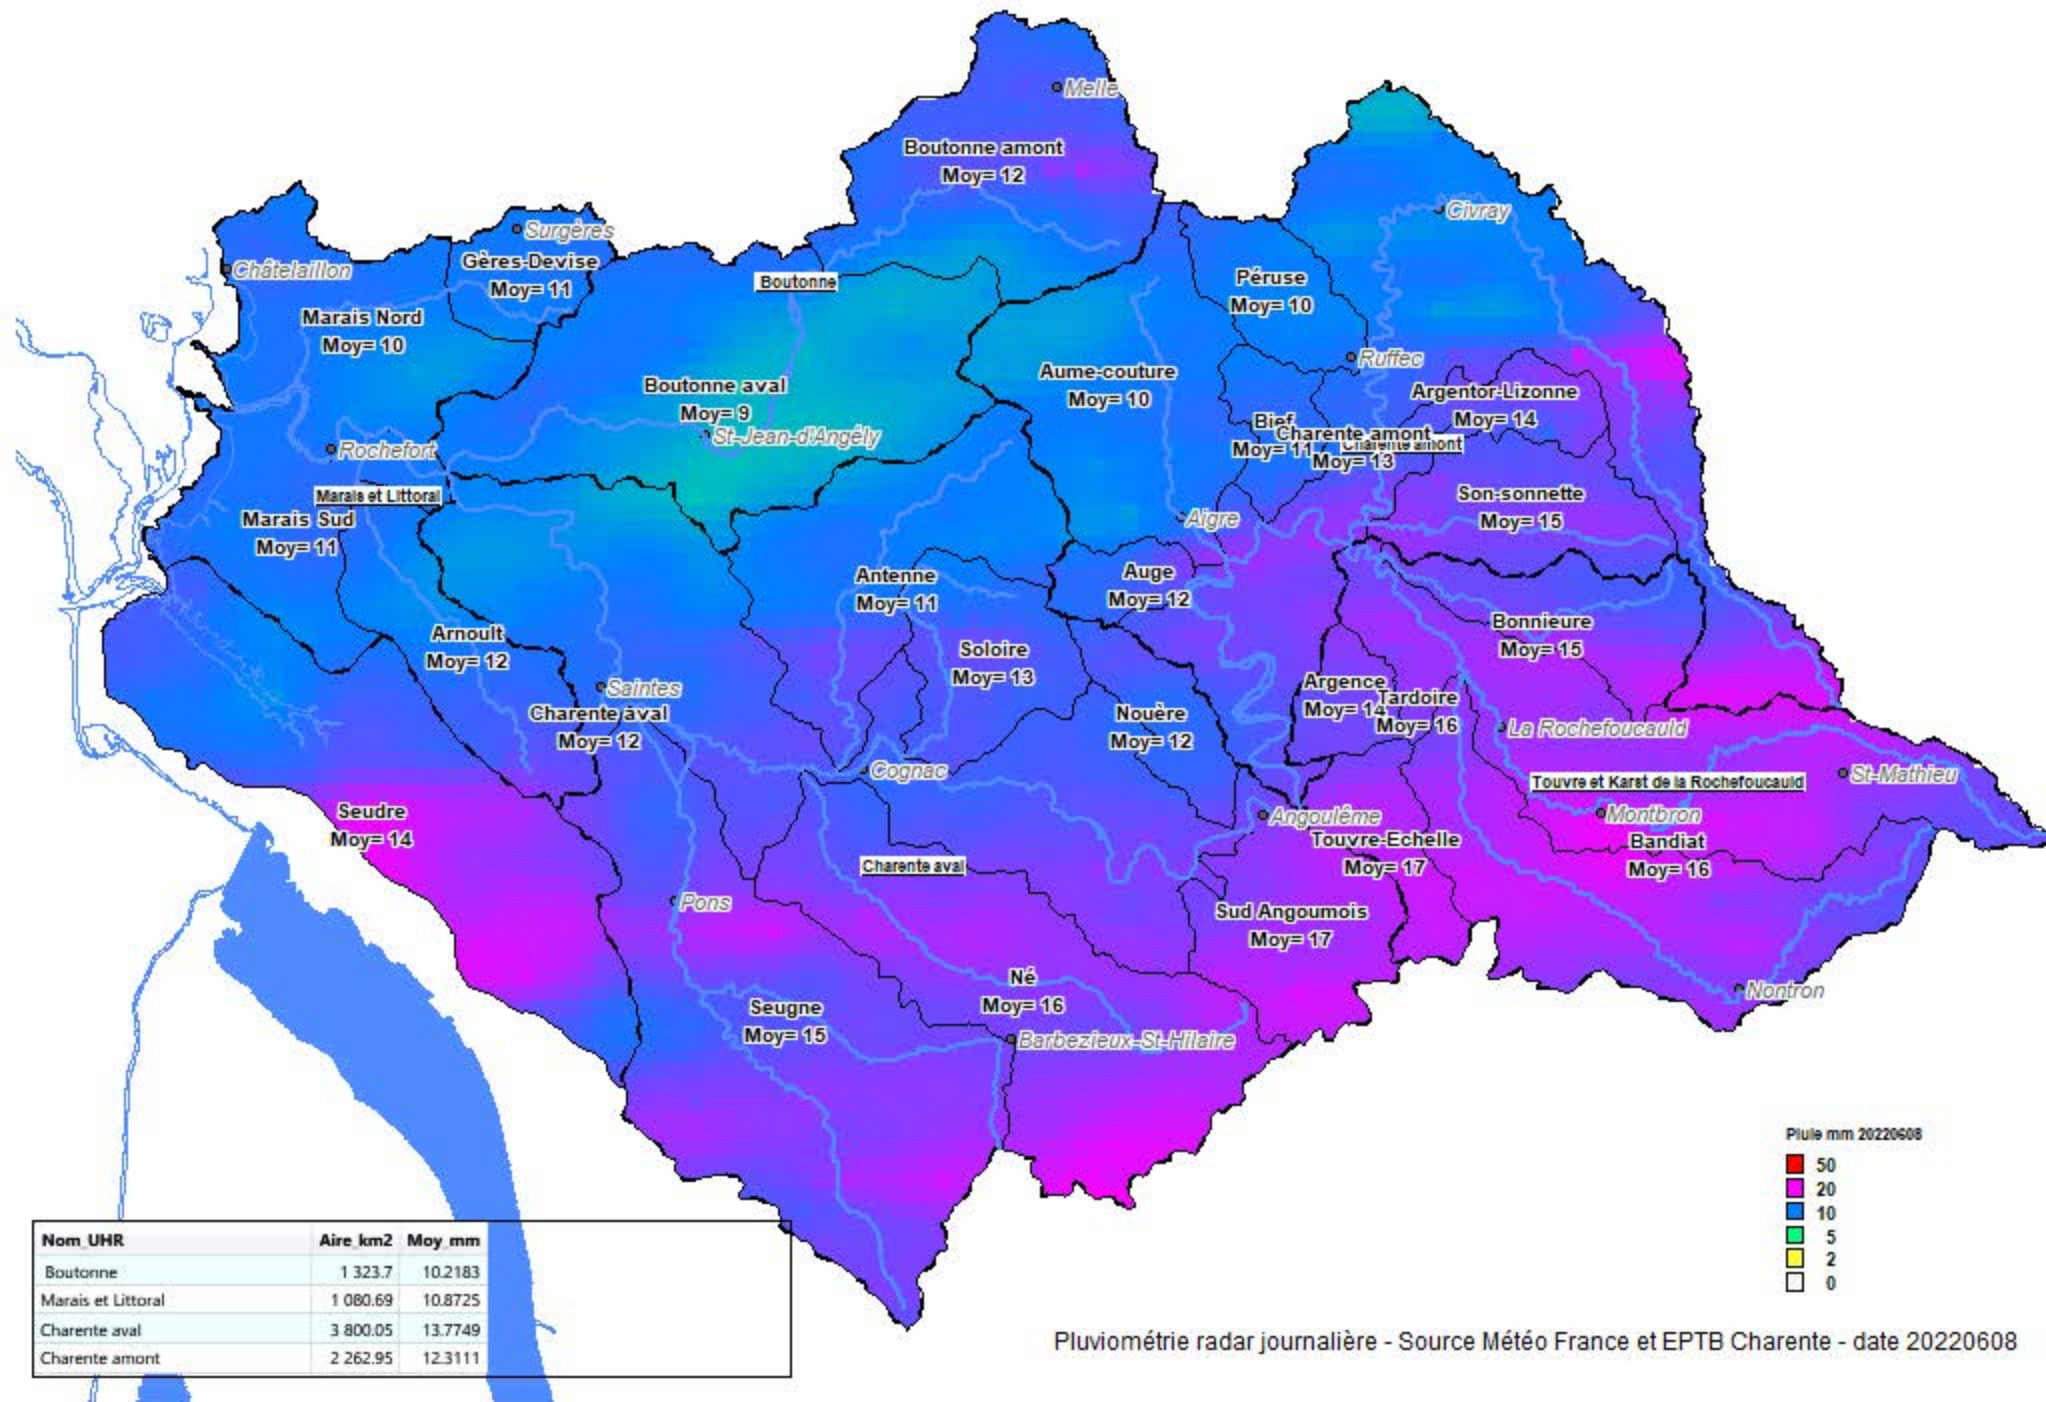 Melle
Boutonne amont
Moy= 12
Civray
Surgères
Gères-Devise
Moy= 11
Châtelaillon
Boutonne
Péruse
Moy= 10
Marais Nord
Moy= 10
Ruffec
Boutonne aval
Moy= 9
St-Jean-d'Angély
Aume-couture
Moy= 10
Argentor-Lizonne
Moy= 14
Bief
Moy= 11
Charente amont
Moy= 13
Charente amont
Rochefort
Marais et Littoral
Marais Sud
Moy= 11
Son-sonnette
Moy= 15
Aigre
Antenne
Moy= 11
Auge
Moy= 12
Arnoult
Moy= 12
Soloire
Moy= 13
Bonnieure
Moy= 15
Saintes
Charente aval
Moy= 12
Nouère
Moy= 12
Argence
Moy= 14
Tardoire
Moy= 16
La Rochefoucauld
Cognac
Touvre et Karst de la Rochefoucauld
St-Mathieu
Seudre
Moy= 14
Angoulême
Montbron
Touvre-Echelle
Moy= 17
Bandiat
Moy= 16
Charente aval
Pons
Sud Angoumois
Moy= 17
Né
Moy= 16
Nontron
Seugne
Moy= 15
Barbezieux-St-Hilaire
Pluie mm 20220608
50
20
10
5
2
0
Nom_UHR Aire_km2 Moy_mm
Boutonne 1 323.7 10.2183
Marais et Littoral 1 080.69 10.8725
Charente aval 3 800.05 13.7749
Charente amont 2 262.95 12.3111
Pluviométrie radar journalière - Source Météo France et EPTB Charente - date 20220608